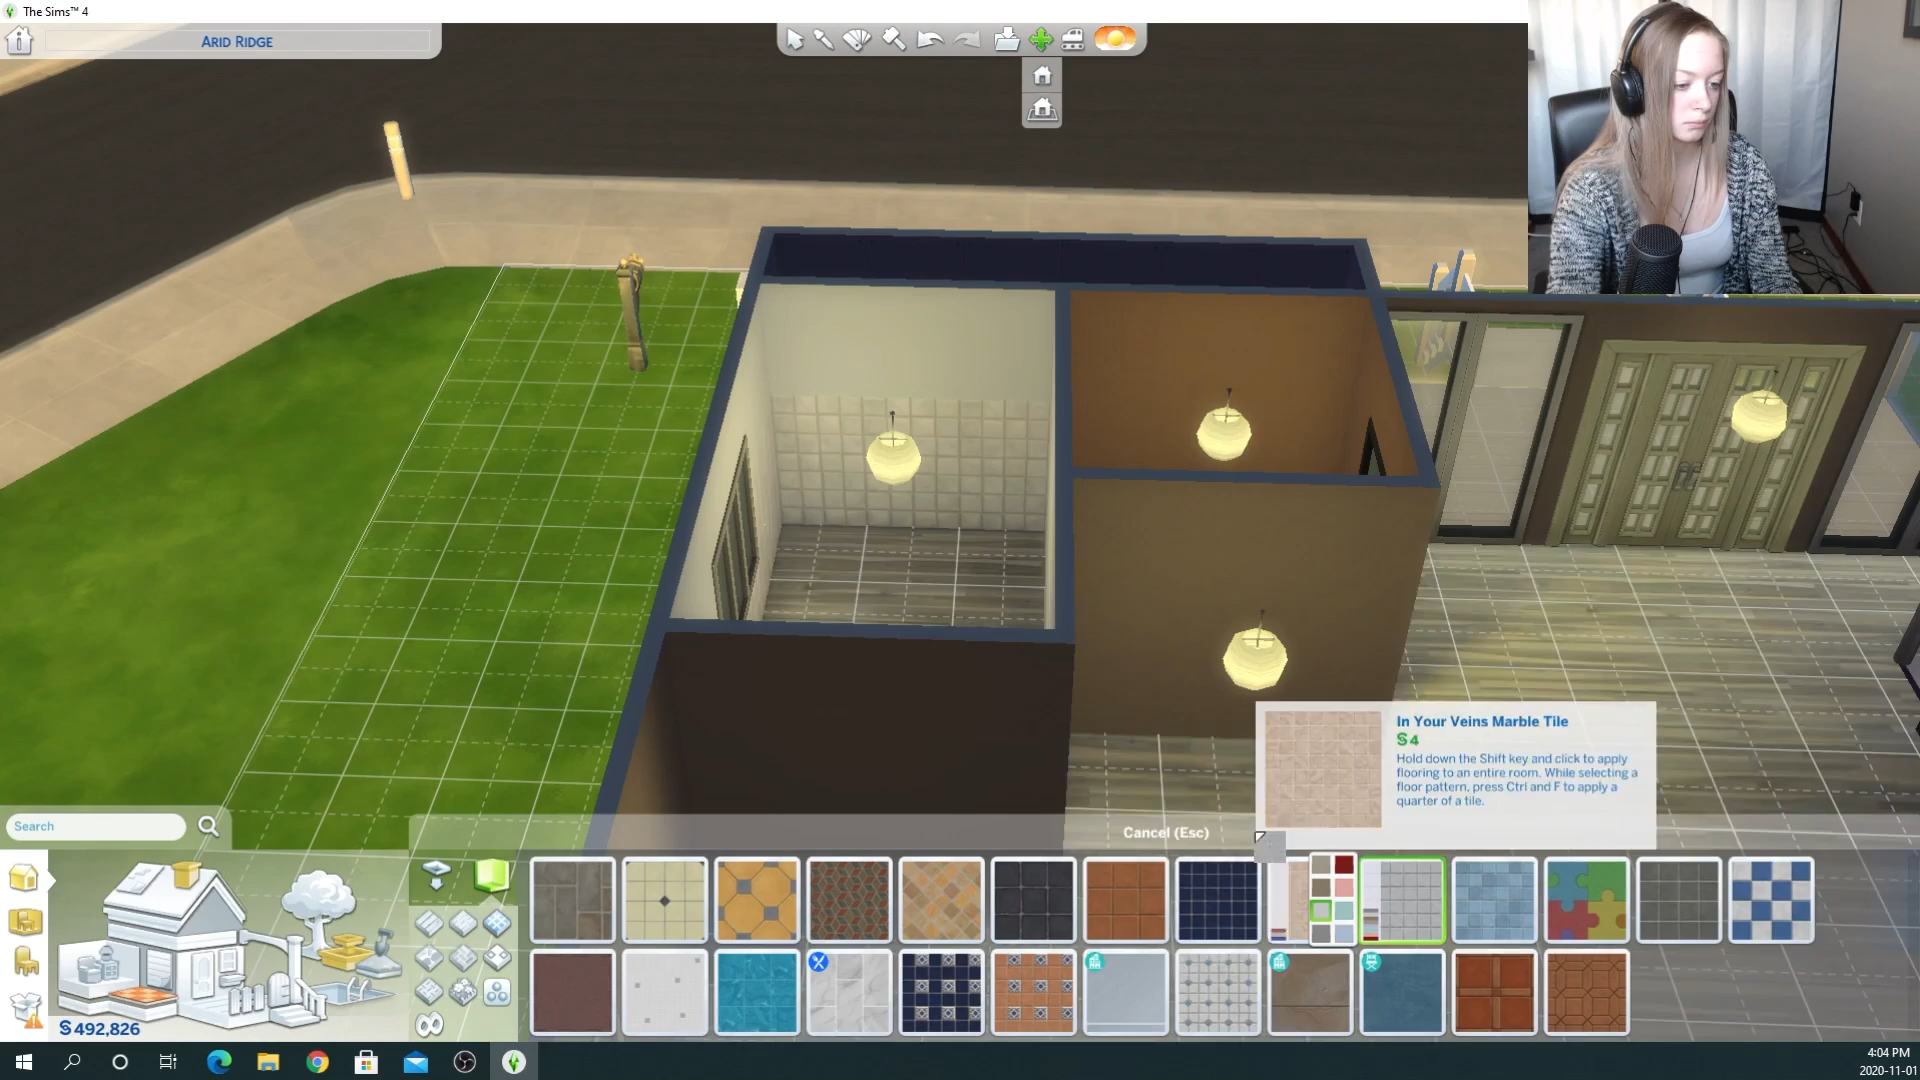 The Sims™ 4
ARID RIDGE
In Your Veins Marble Tile
§4
Hold down the Shift key and click to apply
flooring to an entire room. While selecting a
floor pattern, press Ctrl and F to apply a
quarter of a tile.
Cancel (Esc)
Search
§492,826
4:04 PM
2020-11-01